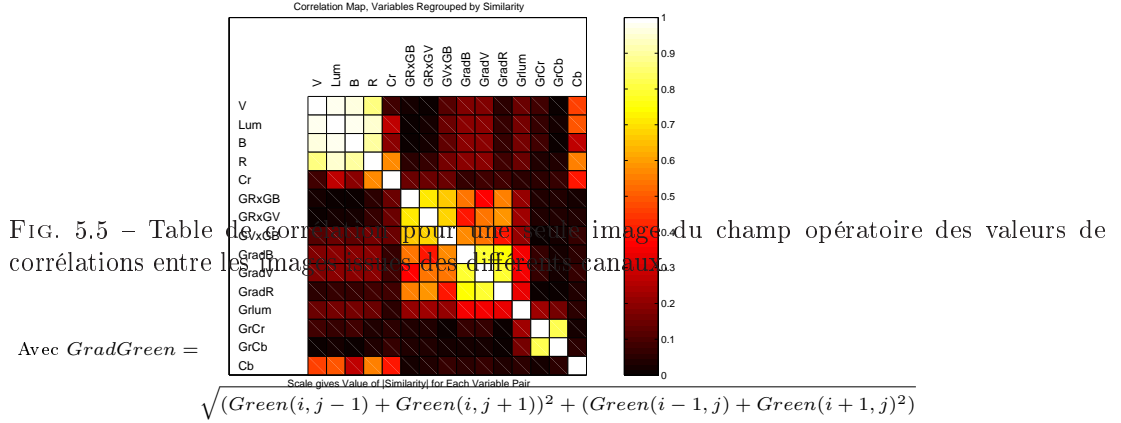 Correlation Map, Variables Regrouped by Similarity
V Lum B R Cr GRxGB GRxGV GVxGB GradB GradV GradR Grlum GrCr GrCb Cb
V
Lum
B
R
Cr
GRxGB
GRxGV
GVxGB
GradB
GradV
GradR
Grlum
GrCr
GrCb
Cb
1
0.9
0.8
0.7
0.6
0.5
0.4
0.3
0.2
0.1
0
Scale gives Value of |Similarity| for Each Variable Pair
FIG. 5.5 – Table de corrélation pour une seule image du champ opératoire des valeurs de
corrélations entre les images issues des différents canaux.
Avec GradGreen =
√(Green(i, j − 1) + Green(i, j + 1))² + (Green(i − 1, j) + Green(i + 1, j)²)